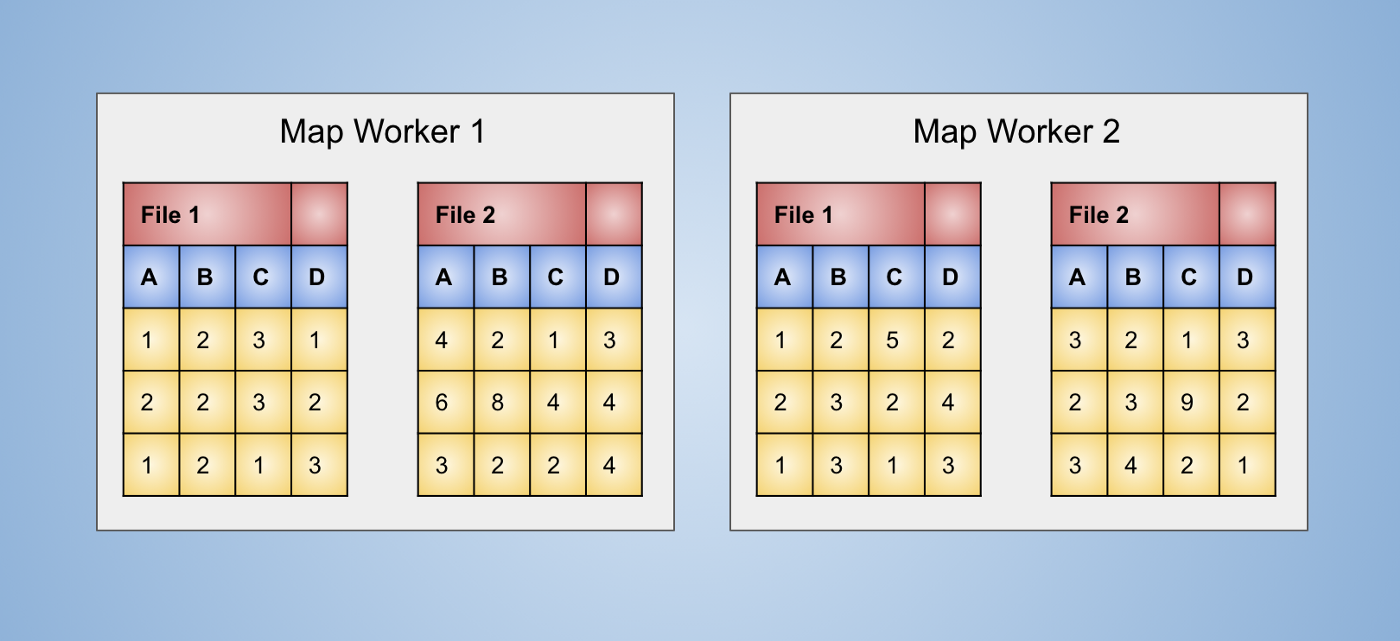 Map Worker 1
File 1
A B C D
1 2 3 1
2 2 3 2
1 2 1 3
File 2
A B C D
4 2 1 3
6 8 4 4
3 2 2 4
Map Worker 2
File 1
A B C D
1 2 5 2
2 3 2 4
1 3 1 3
File 2
A B C D
3 2 1 3
2 3 9 2
3 4 2 1